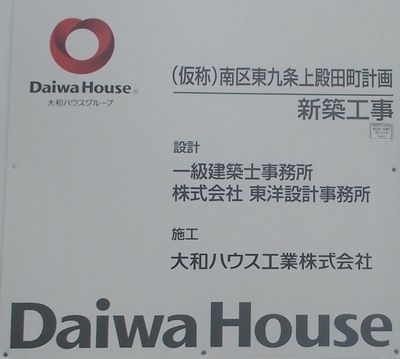 Daiwa House®
大和ハウスグループ
(仮称)南区東九条上殿田町計画
新築工事
設計
一級建築士事務所
株式会社 東洋設計事務所
施工
大和ハウス工業株式会社
Daiwa House